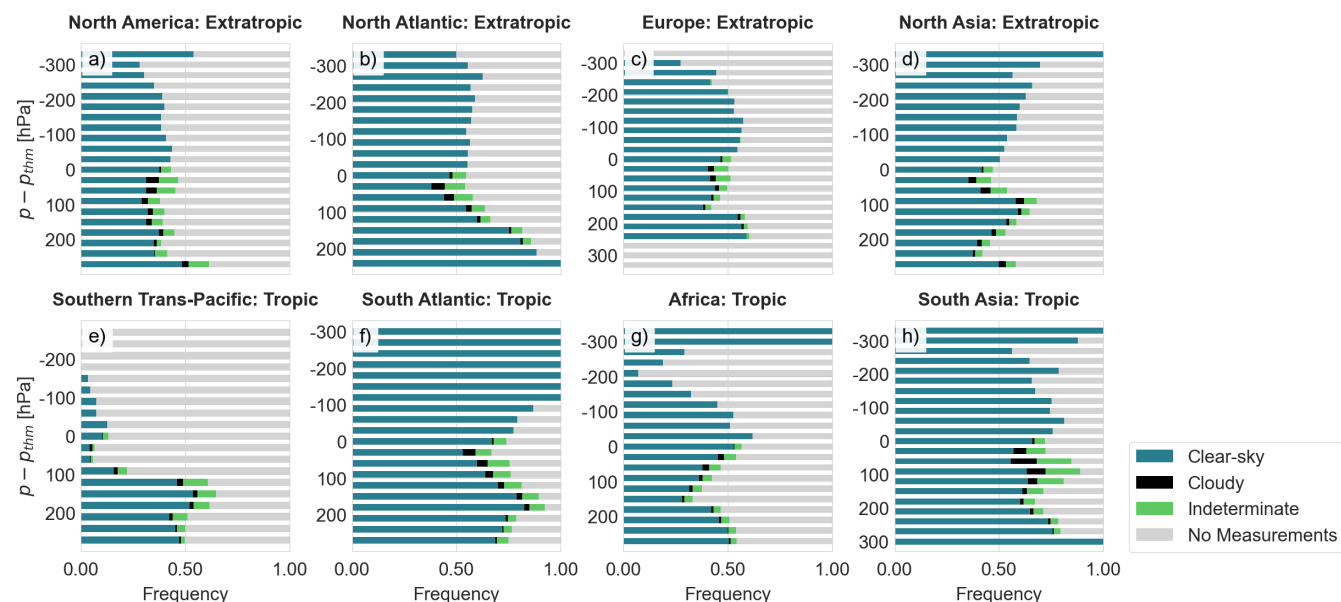 North America: Extratropic
North Atlantic: Extratropic
Europe: Extratropic
North Asia: Extratropic
a)
b)
c)
d)
p − p_thm [hPa]
-300
-200
-100
0
100
200
-300
-200
-100
0
100
200
-300
-200
-100
0
100
200
300
-300
-200
-100
0
100
200
Southern Trans-Pacific: Tropic
South Atlantic: Tropic
Africa: Tropic
South Asia: Tropic
e)
f)
g)
h)
p − p_thm [hPa]
-200
-100
0
100
200
-300
-200
-100
0
100
200
-300
-200
-100
0
100
200
-300
-200
-100
0
100
200
300
0.00 0.50 1.00
0.00 0.50 1.00
0.00 0.50 1.00
0.00 0.50 1.00
Frequency
Frequency
Frequency
Frequency
Clear-sky
Cloudy
Indeterminate
No Measurements